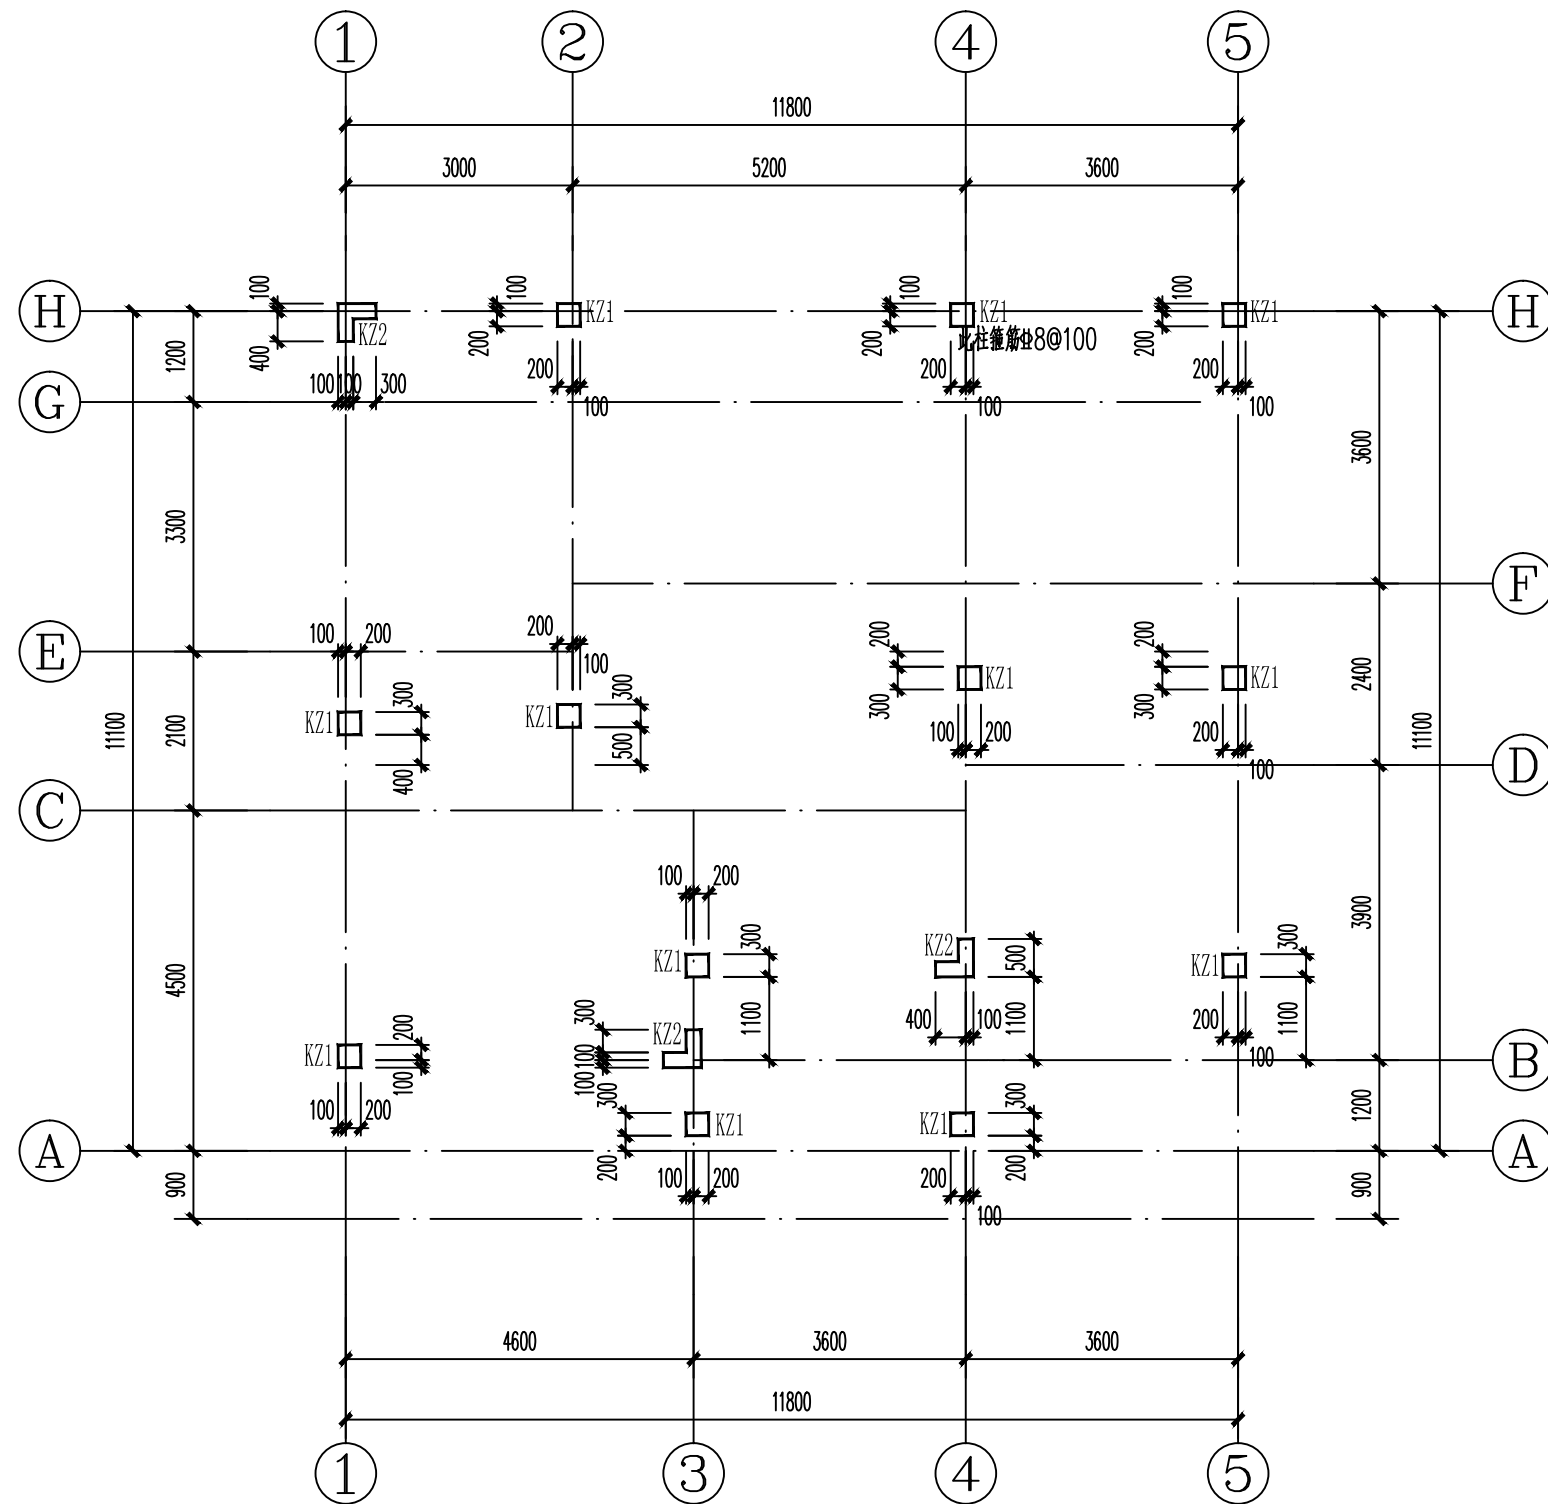 1 2 4 5
11800
3000 5200 3600
100 100 100 100
H KZ2 KZ1 KZ1 KZ1 H
400 200 200 200
此柱箍筋8@100
1200
100 100 300 200 200 200
100 100 100
G
3600
3300
F
E
100 200 200 200 200
100
2400
300 300 KZ1 KZ1
KZ1 KZ1 300 300
11100 2100 11100
400 500 100 200 200
100
D
C
100 200
3900
300 KZ2 500 300
KZ1 KZ1
4500
1100 400 100 1100 200 1100
100
300 KZ2
KZ1 200 100 B
100 100
100 200 300 300
KZ1 KZ1
1200
A A
200 200
900 100 200 200 900
100
4600 3600 3600
11800
1 3 4 5